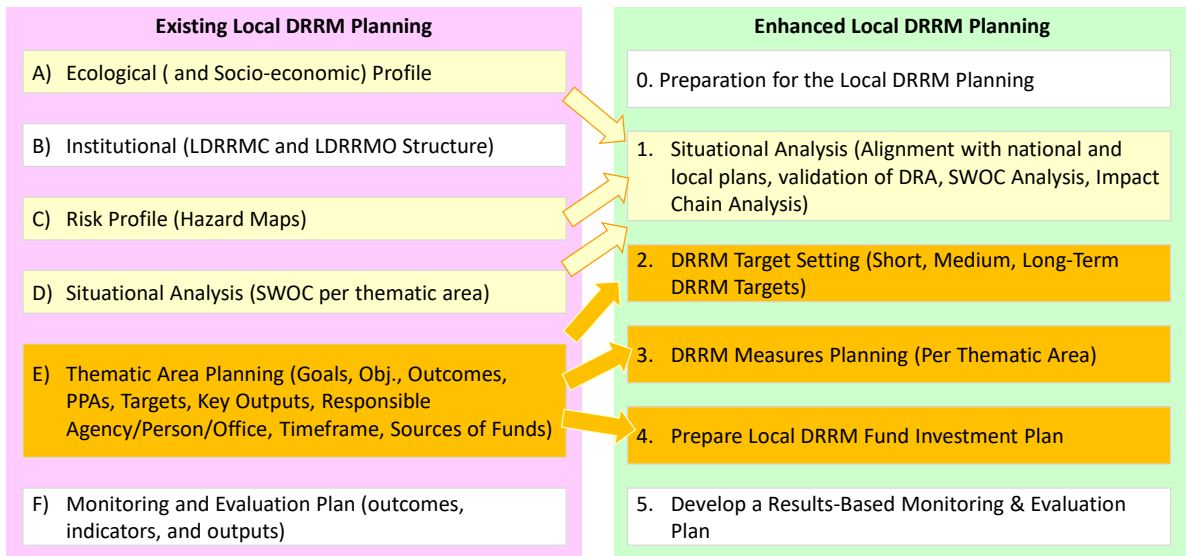 Existing Local DRRM Planning
A) Ecological ( and Socio-economic) Profile
B) Institutional (LDRRMC and LDRRMO Structure)
C) Risk Profile (Hazard Maps)
D) Situational Analysis (SWOC per thematic area)
E) Thematic Area Planning (Goals, Obj., Outcomes,
PPAs, Targets, Key Outputs, Responsible
Agency/Person/Office, Timeframe, Sources of Funds)
F) Monitoring and Evaluation Plan (outcomes,
indicators, and outputs)
Enhanced Local DRRM Planning
0. Preparation for the Local DRRM Planning
1. Situational Analysis (Alignment with national and
local plans, validation of DRA, SWOC Analysis, Impact
Chain Analysis)
2. DRRM Target Setting (Short, Medium, Long-Term
DRRM Targets)
3. DRRM Measures Planning (Per Thematic Area)
4. Prepare Local DRRM Fund Investment Plan
5. Develop a Results-Based Monitoring & Evaluation
Plan